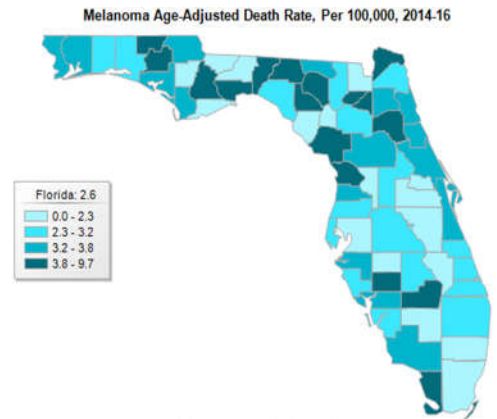 Melanoma Age-Adjusted Death Rate, Per 100,000, 2014-16
Florida: 2.6
0.0 - 2.3
2.3 - 3.2
3.2 - 3.8
3.8 - 9.7